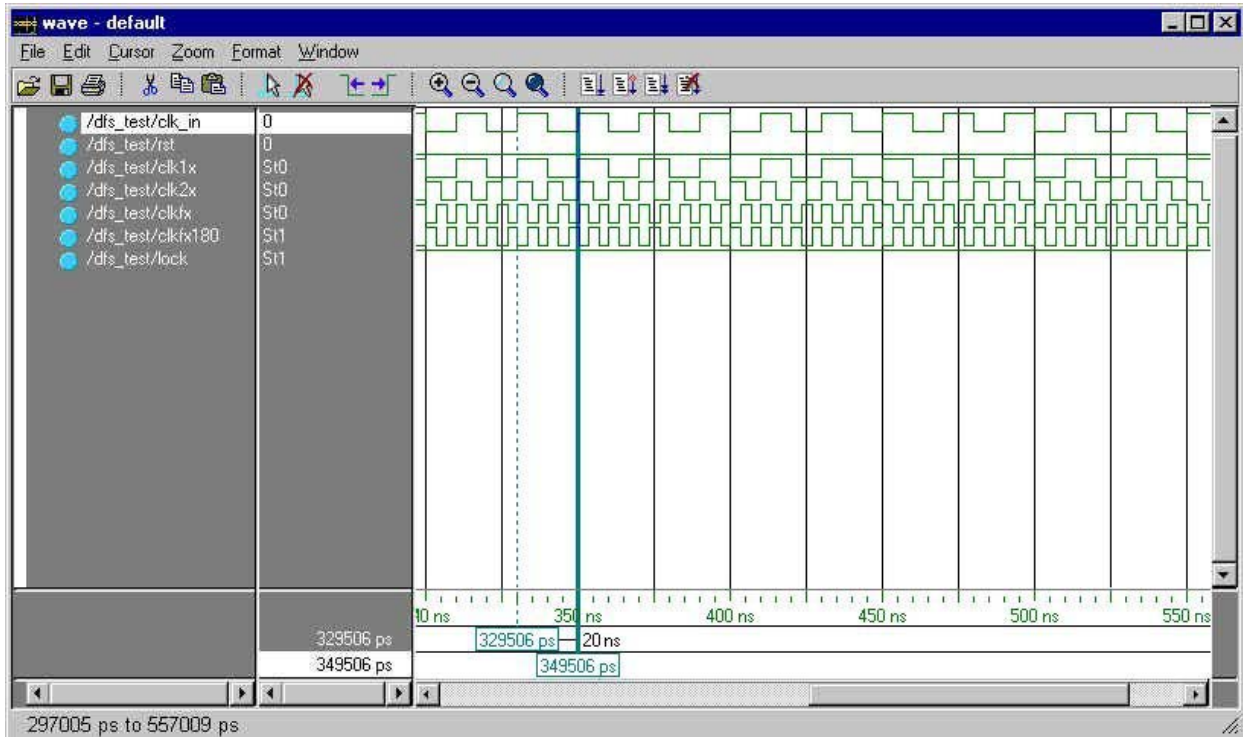 wave - default
File Edit Cursor Zoom Format Window
/dfs_test/clk_in 0
/dfs_test/rst 0
/dfs_test/clk1x St0
/dfs_test/clk2x St0
/dfs_test/clkfx St0
/dfs_test/clkfx180 St1
/dfs_test/lock St1
350 ns 400 ns 450 ns 500 ns 550 ns
329506 ps 329506 ps 20 ns
349506 ps 349506 ps
297005 ps to 557009 ps